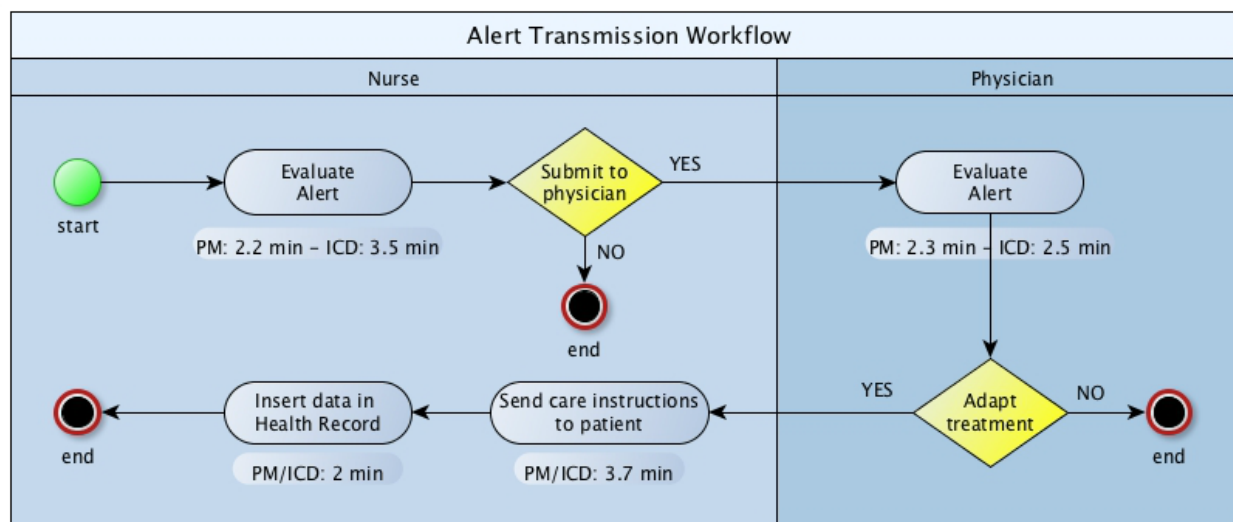 Alert Transmission Workflow
Nurse
Physician
start
Evaluate
Alert
PM: 2.2 min – ICD: 3.5 min
Submit to
physician
YES
NO
end
Evaluate
Alert
PM: 2.3 min – ICD: 2.5 min
Adapt
treatment
NO
end
YES
Send care instructions
to patient
PM/ICD: 3.7 min
Insert data in
Health Record
PM/ICD: 2 min
end